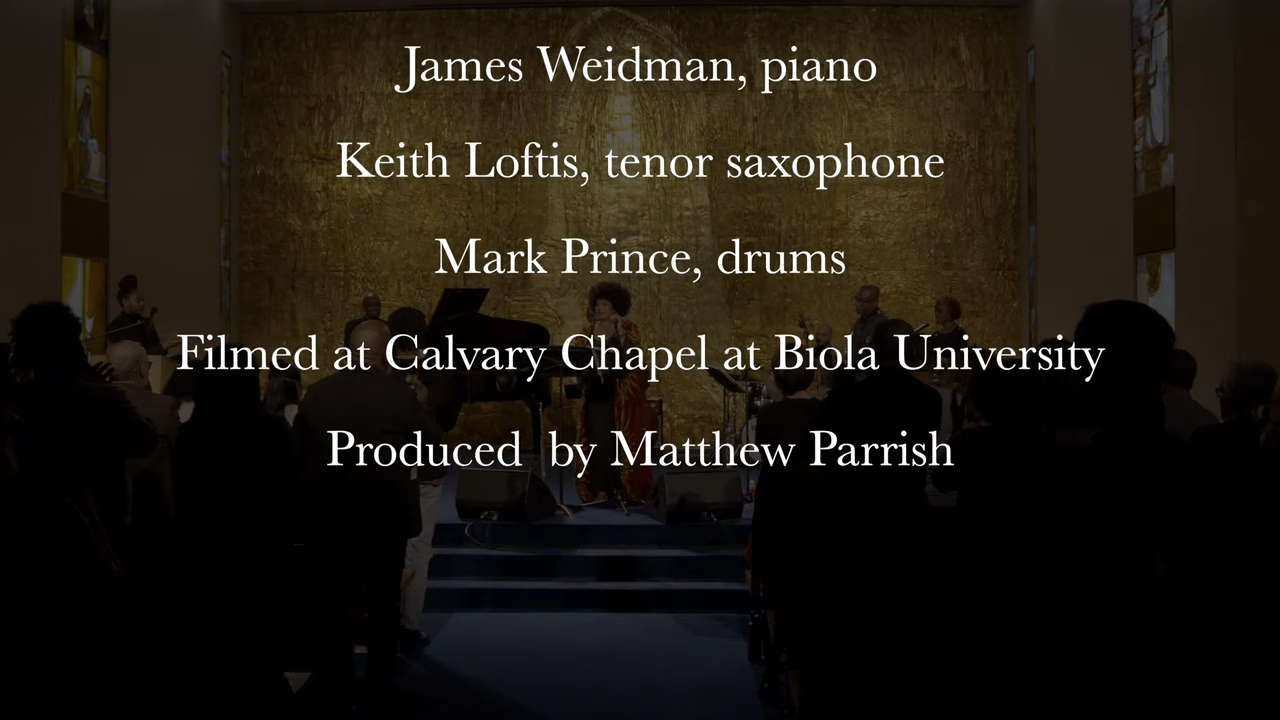 James Weidman, piano
Keith Loftis, tenor saxophone
Mark Prince, drums
Filmed at Calvary Chapel at Biola University
Produced  by Matthew Parrish